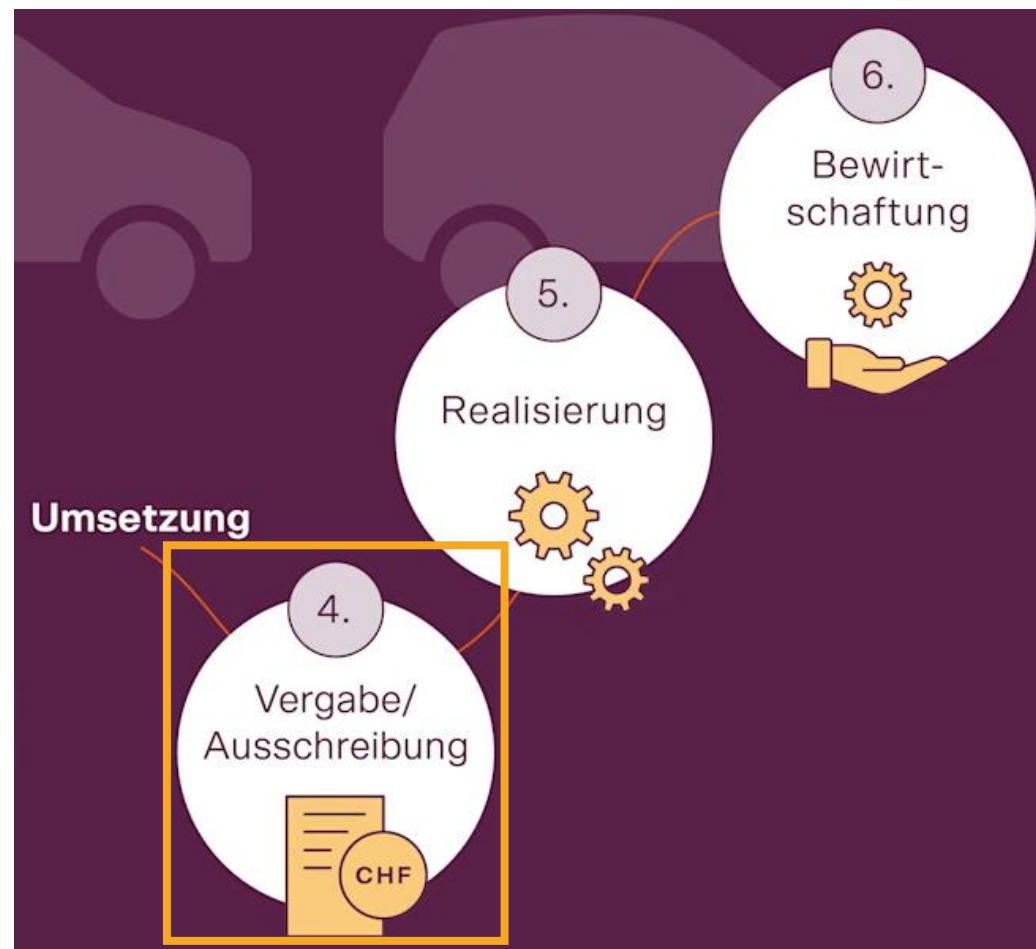 6.
Bewirt-
schaftung
5.
Realisierung
Umsetzung
4.
Vergabe/
Ausschreibung
CHF